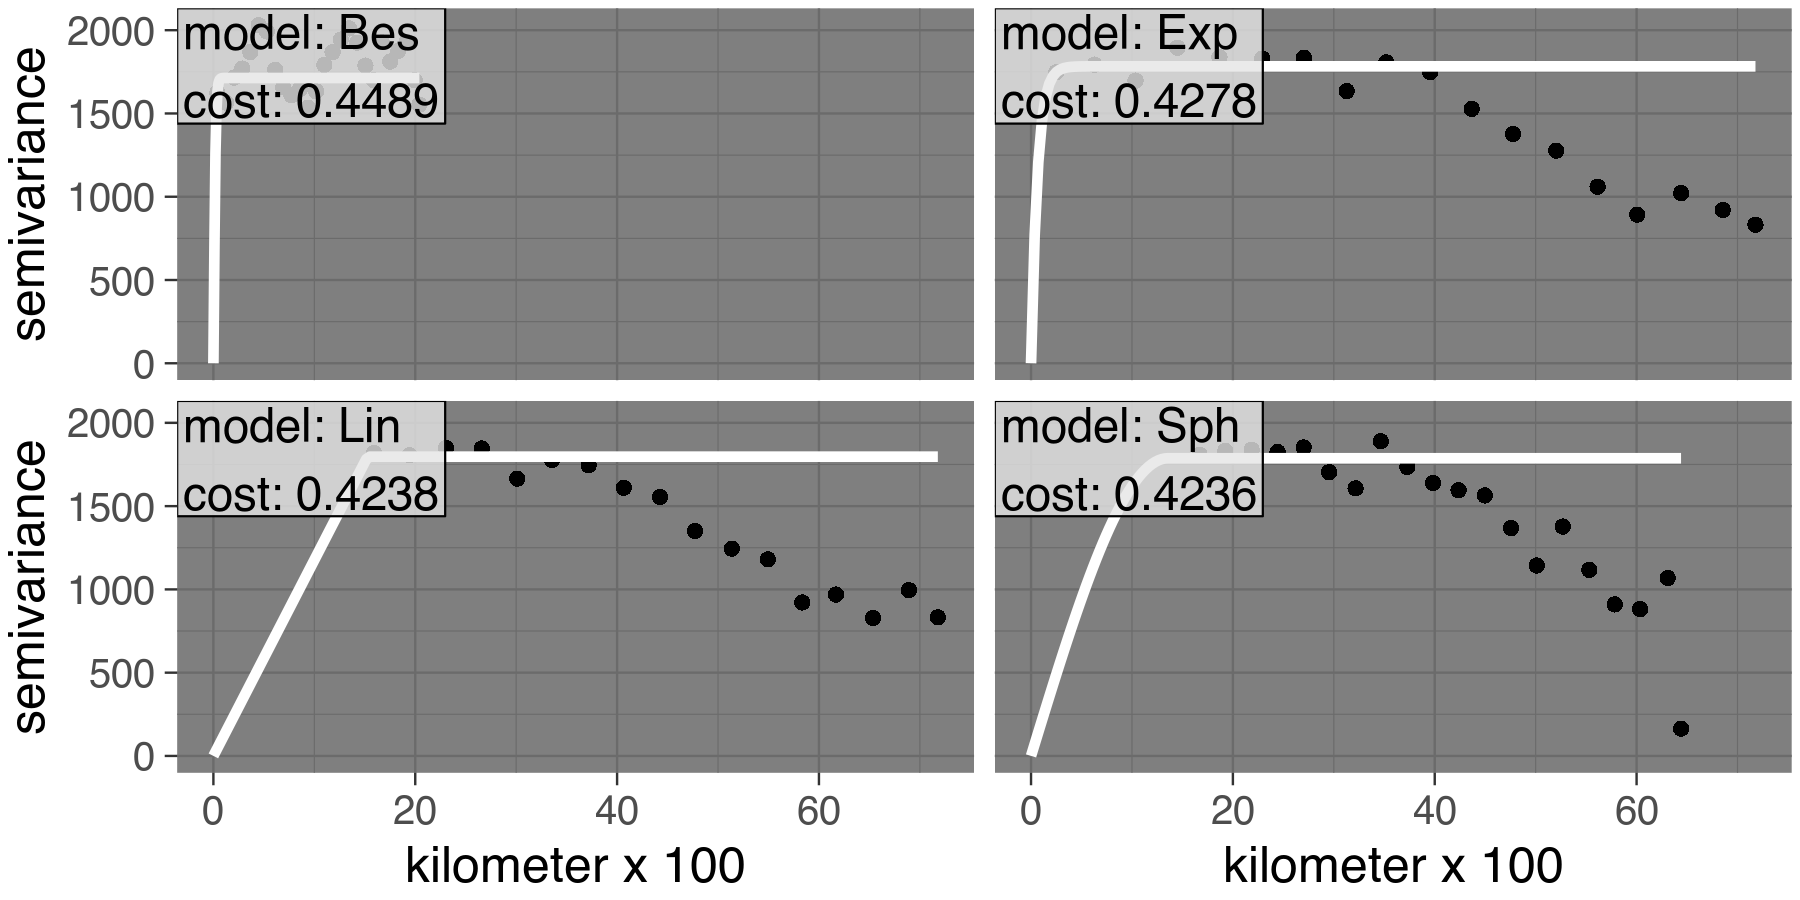 semivariance
2000
1500
1000
500
0
model: Bes
cost: 0.4489
model: Exp
cost: 0.4278
semivariance
2000
1500
1000
500
0
model: Lin
cost: 0.4238
model: Sph
cost: 0.4236
0 20 40 60
0 20 40 60
kilometer x 100
kilometer x 100